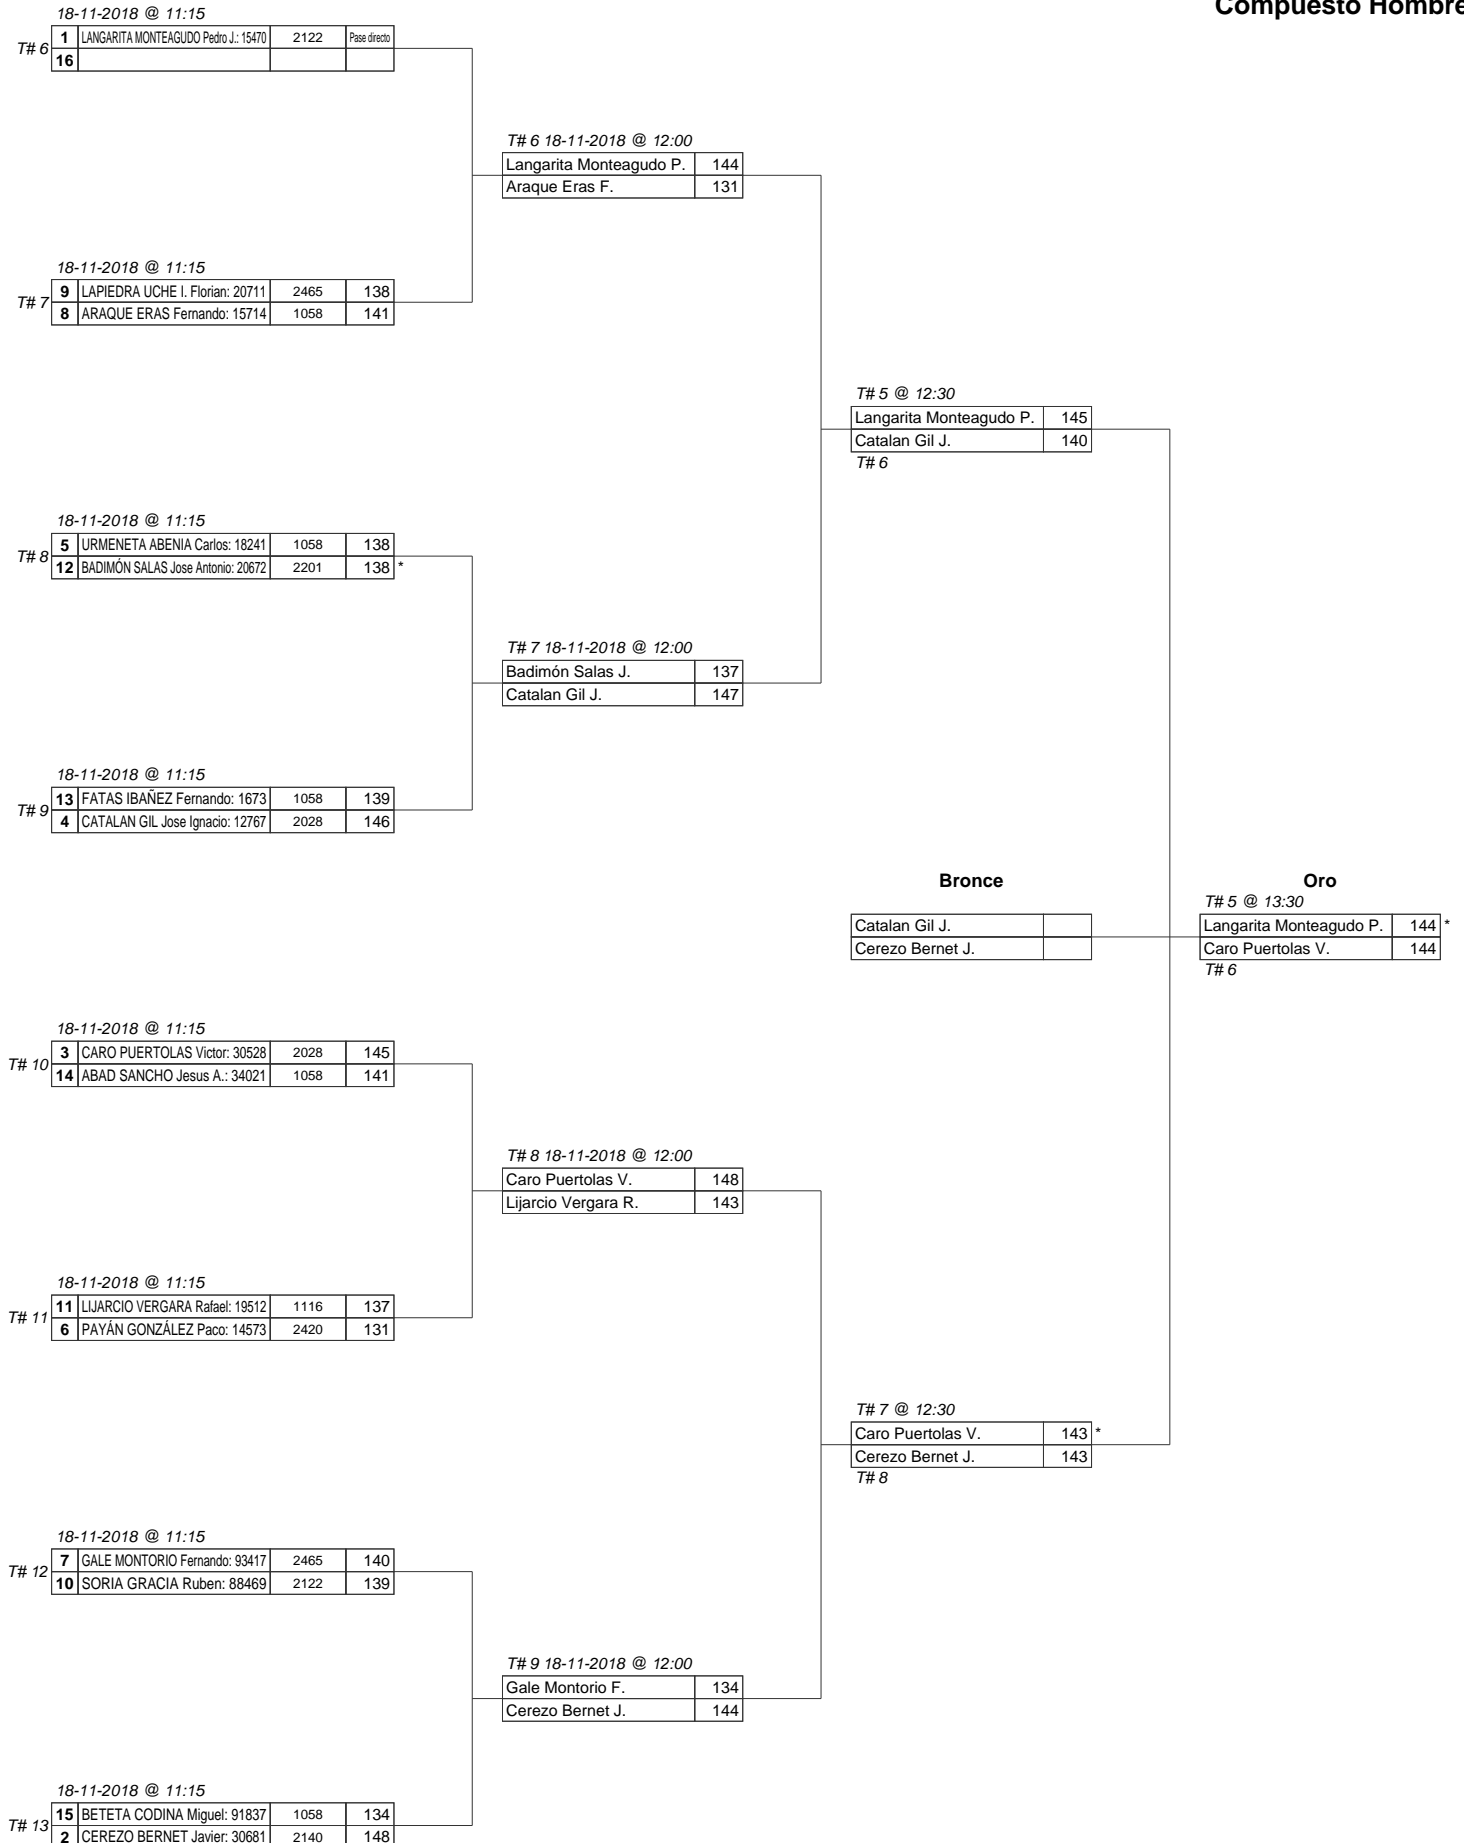 Compuesto Hombre
18-11-2018 @ 11:15
T# 6
1 LANGARITA MONTEAGUDO Pedro J.: 15470 2122 Pase directo
16
T# 6 18-11-2018 @ 12:00
Langarita Monteagudo P. 144
Araque Eras F. 131
18-11-2018 @ 11:15
T# 7
9 LAPIEDRA UCHE I. Florian: 20711 2465 138
8 ARAQUE ERAS Fernando: 15714 1058 141
T# 5 @ 12:30
Langarita Monteagudo P. 145
Catalan Gil J. 140
T# 6
18-11-2018 @ 11:15
T# 8
5 URMENETA ABENIA Carlos: 18241 1058 138
12 BADIMÓN SALAS Jose Antonio: 20672 2201 138 *
T# 7 18-11-2018 @ 12:00
Badimón Salas J. 137
Catalan Gil J. 147
18-11-2018 @ 11:15
T# 9
13 FATAS IBAÑEZ Fernando: 1673 1058 139
4 CATALAN GIL Jose Ignacio: 12767 2028 146
Bronce
Catalan Gil J.
Cerezo Bernet J.
Oro
T# 5 @ 13:30
Langarita Monteagudo P. 144 *
Caro Puertolas V. 144
T# 6
18-11-2018 @ 11:15
T# 10
3 CARO PUERTOLAS Victor: 30528 2028 145
14 ABAD SANCHO Jesus A.: 34021 1058 141
T# 8 18-11-2018 @ 12:00
Caro Puertolas V. 148
Lijarcio Vergara R. 143
18-11-2018 @ 11:15
T# 11
11 LIJARCIO VERGARA Rafael: 19512 1116 137
6 PAYÁN GONZÁLEZ Paco: 14573 2420 131
T# 7 @ 12:30
Caro Puertolas V. 143 *
Cerezo Bernet J. 143
T# 8
18-11-2018 @ 11:15
T# 12
7 GALE MONTORIO Fernando: 93417 2465 140
10 SORIA GRACIA Ruben: 88469 2122 139
T# 9 18-11-2018 @ 12:00
Gale Montorio F. 134
Cerezo Bernet J. 144
18-11-2018 @ 11:15
T# 13
15 BETETA CODINA Miguel: 91837 1058 134
2 CEREZO BERNET Javier: 30681 2140 148